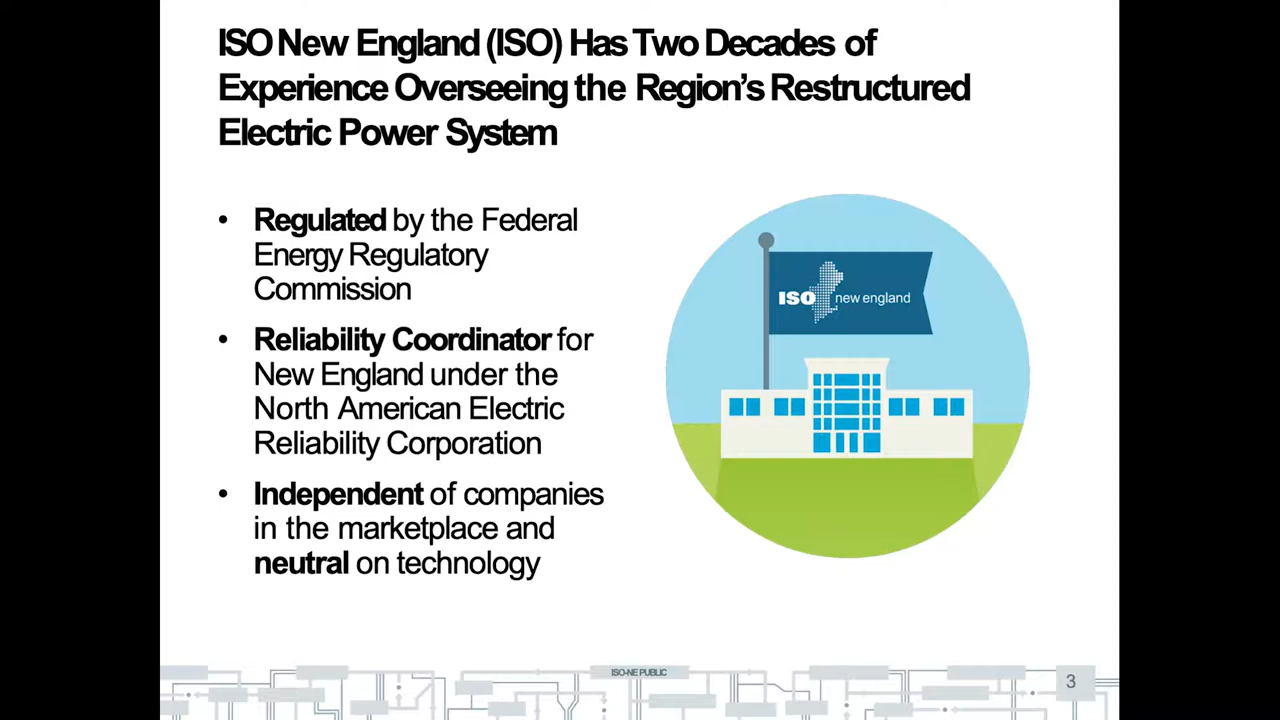 ISO New England (ISO) Has Two Decades of
Experience Overseeing the Region's Restructured
Electric Power System
• Regulated by the Federal
Energy Regulatory
Commission
• Reliability Coordinator for
New England under the
North American Electric
Reliability Corporation
• Independent of companies
in the marketplace and
neutral on technology
ISO new england
ISO-NE PUBLIC
3